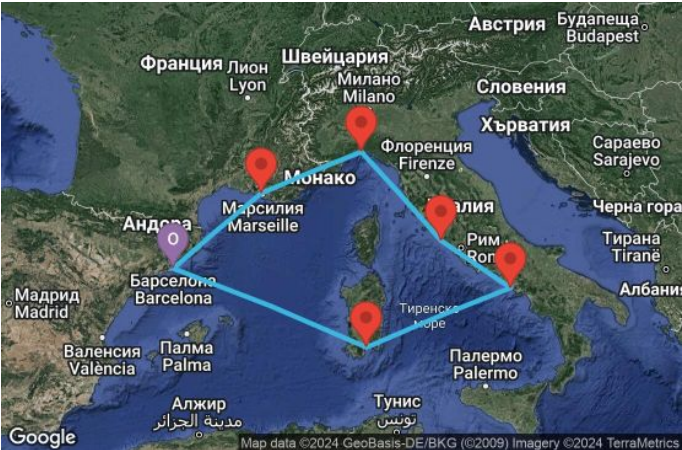 Австрия
Будапеща
Budapest
Франция
Лион
Lyon
Швейцария
Милано
Milano
Словения
Хърватия
Флоренция
Firenze
Сараево
Sarajevo
Монако
Марсилия
Marseille
Италия
Черна гора
Андора
O
Рим
Rom
Тирана
Tiranë
Барселона
Barcelona
Албания
Мадрид
Madrid
Тиренско
море
Валенсия
València
Палма
Palma
Палермо
Palermo
Алжир
مدينة الجزائر
Тунис
تونس
Google
Map data ©2024 GeoBasis-DE/BKG (©2009) Imagery ©2024 TerraMetrics